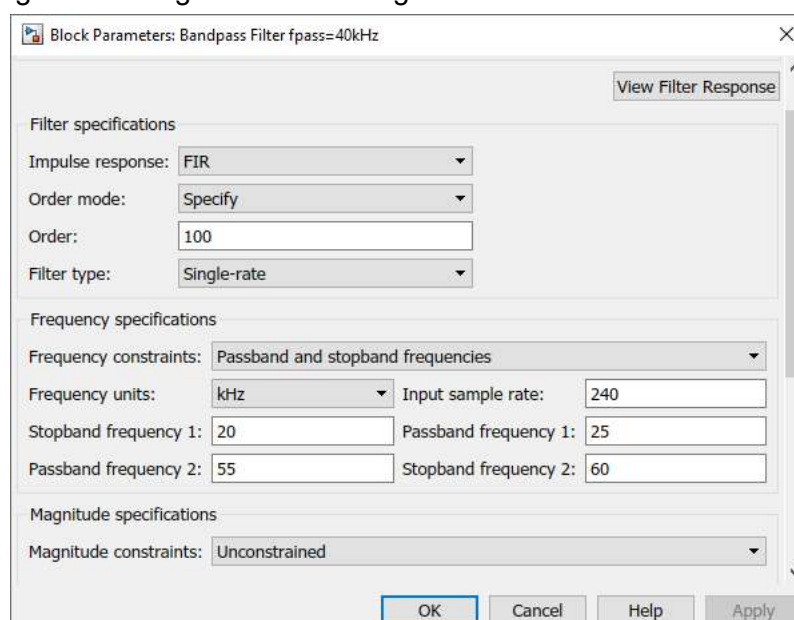 Block Parameters: Bandpass Filter fpass=40kHz
View Filter Response
Filter specifications
Impulse response: FIR
Order mode: Specify
Order: 100
Filter type: Single-rate
Frequency specifications
Frequency constraints: Passband and stopband frequencies
Frequency units: kHz Input sample rate: 240
Stopband frequency 1: 20 Passband frequency 1: 25
Passband frequency 2: 55 Stopband frequency 2: 60
Magnitude specifications
Magnitude constraints: Unconstrained
OK Cancel Help Apply